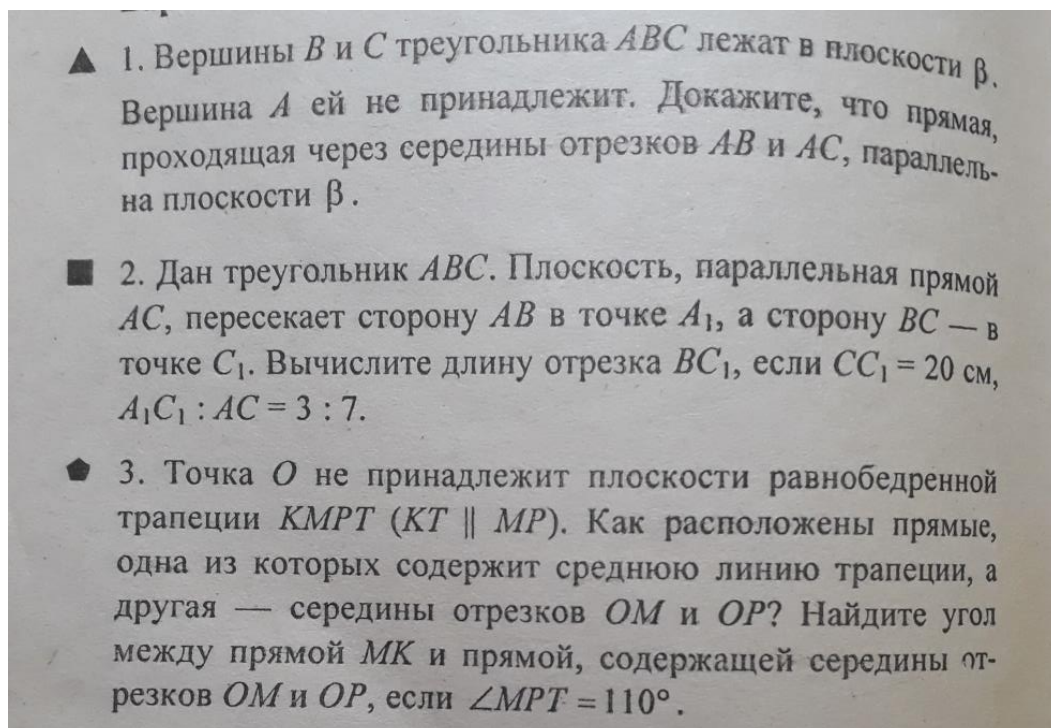 1. Вершины B и C треугольника ABC лежат в плоскости β.
Вершина A ей не принадлежит. Докажите, что прямая,
проходящая через середины отрезков AB и AC, параллель-
на плоскости β.
2. Дан треугольник ABC. Плоскость, параллельная прямой
AC, пересекает сторону AB в точке A₁, а сторону BC — в
точке C₁. Вычислите длину отрезка BC₁, если CC₁ = 20 см,
A₁C₁ : AC = 3 : 7.
3. Точка O не принадлежит плоскости равнобедренной
трапеции KMPT (KT || MP). Как расположены прямые,
одна из которых содержит среднюю линию трапеции, а
другая — середины отрезков OM и OP? Найдите угол
между прямой MK и прямой, содержащей середины от-
резков OM и OP, если ∠MPT = 110°.